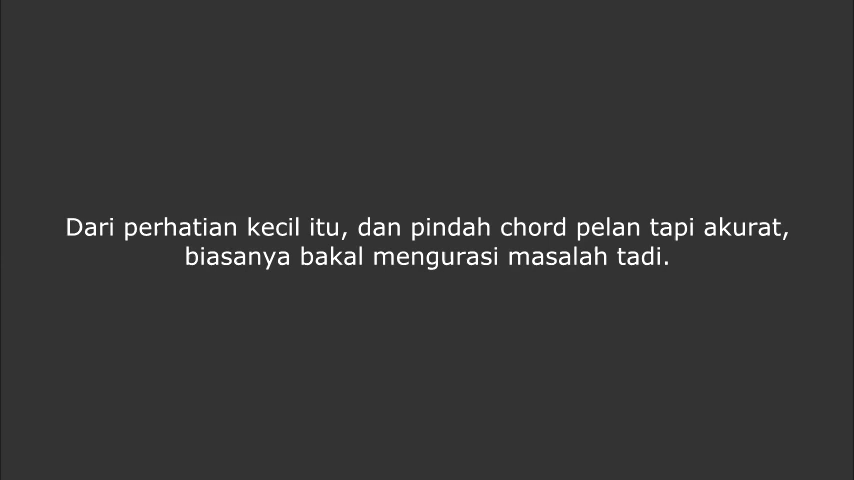 Dari perhatian kecil itu, dan pindah chord pelan tapi akurat,
biasanya bakal mengurasi masalah tadi.